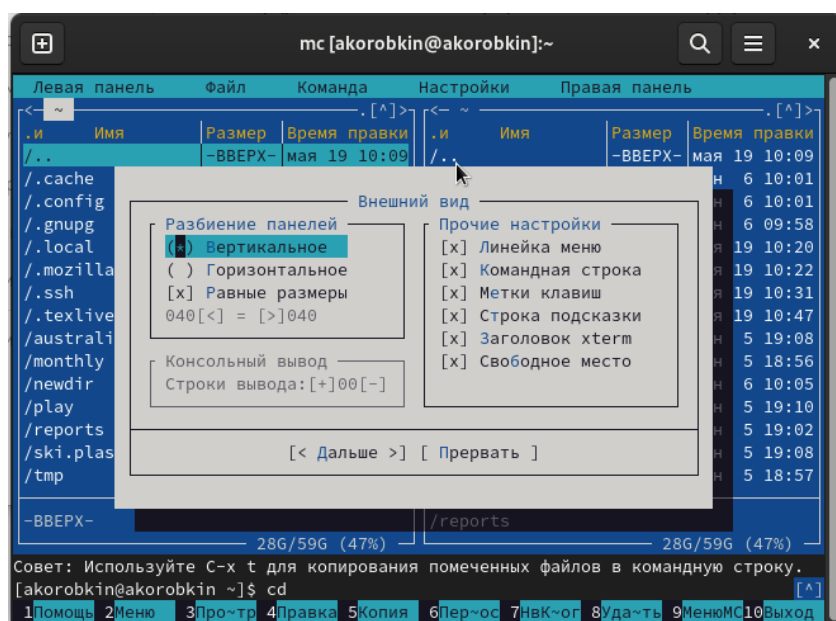 mc [akorobkin@akorobkin]:~
Левая панель Файл Команда Настройки Правая панель
<— ~ .[^]> <— ~ .[^]>
.и Имя Размер Время правки .и Имя Размер Время правки
/.. -ВВЕРХ- мая 19 10:09 /.. -ВВЕРХ- мая 19 10:09
/.cache н 6 10:01
/.config Внешний вид н 6 10:01
/.gnupg Разбиение панелей Прочие настройки н 6 09:58
/.local (*) Вертикальное [x] Линейка меню я 19 10:20
/.mozilla ( ) Горизонтальное [x] Командная строка я 19 10:22
/.ssh [x] Равные размеры [x] Метки клавиш я 19 10:31
/.texlive 040[<] = [>]040 [x] Строка подсказки я 19 10:47
/australi [x] Заголовок xterm н 5 19:08
/monthly Консольный вывод [x] Свободное место н 5 18:56
/newdir Строки вывода:[+]00[-] н 6 10:05
/play н 5 19:10
/reports н 5 19:02
/ski.plas [< Дальше >] [ Прервать ] н 5 19:08
/tmp н 5 18:57
-ВВЕРХ- /reports
28G/59G (47%) 28G/59G (47%)
Совет: Используйте C-x t для копирования помеченных файлов в командную строку.
[akorobkin@akorobkin ~]$ cd [^]
1Помощь 2Меню 3Про~тр 4Правка 5Копия 6Пер~ос 7НвК~ог 8Уда~ть 9МенюMC 10Выход